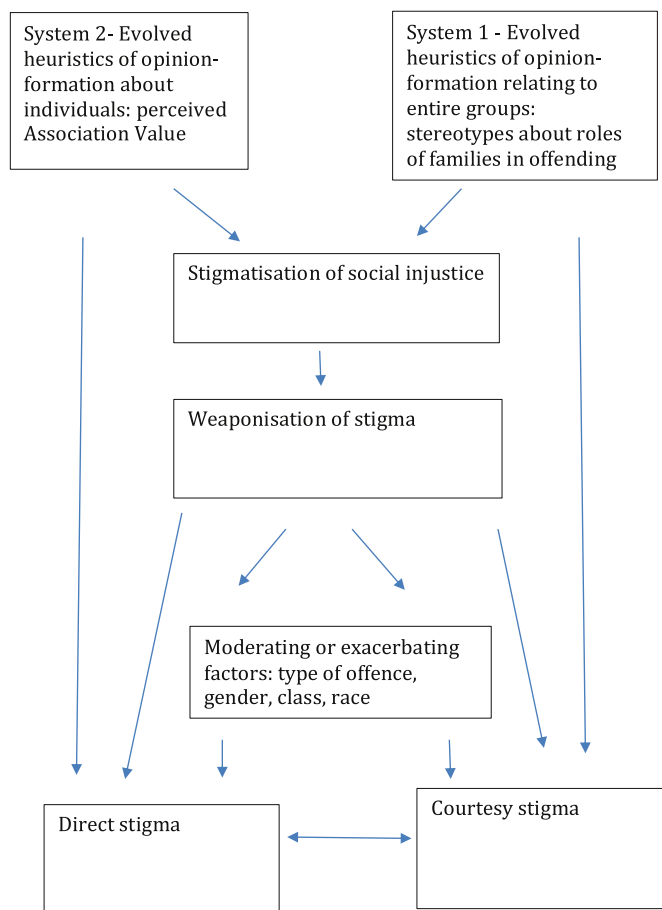 System 2- Evolved
heuristics of opinion-
formation about
individuals: perceived
Association Value
System 1 - Evolved
heuristics of opinion-
formation relating to
entire groups:
stereotypes about roles
of families in offending
Stigmatisation of social injustice
Weaponisation of stigma
Moderating or exacerbating
factors: type of offence,
gender, class, race
Direct stigma
Courtesy stigma